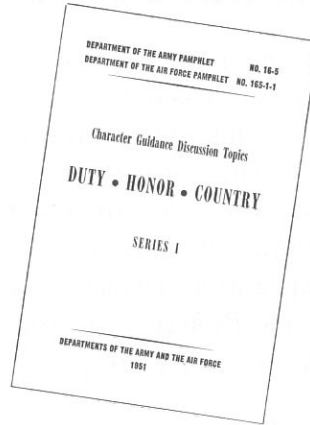 DEPARTMENT OF THE ARMY PAMPHLET NO. 16-5
DEPARTMENT OF THE AIR FORCE PAMPHLET NO. 165-1-1
Character Guidance Discussion Topics
DUTY • HONOR • COUNTRY
SERIES I
DEPARTMENTS OF THE ARMY AND THE AIR FORCE
1951